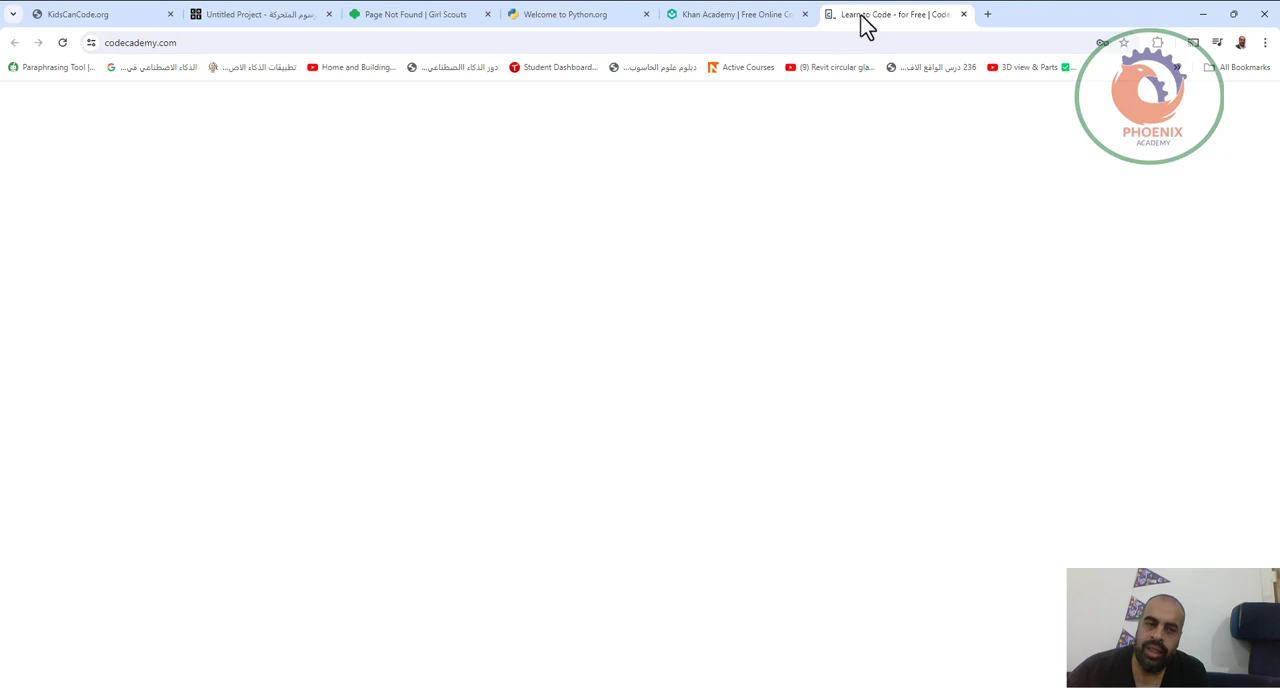 KidsCanCode.org
Untitled Project - رسوم المتحركة...
Page Not Found | Girl Scouts
Welcome to Python.org
Khan Academy | Free Online Co
Learn to Code - for Free | Code
codecademy.com
Paraphrasing Tool |...
الذكاء الاصطناعي في...
تطبيقات الذكاء الاص...
Home and Building...
دور الذكاء...
Student Dashboard...
دبلوم علوم الحاسوب...
Active Courses
(9) Revit circular gla...
236 درس الواقع الاف...
3D view & Parts ✅...
»
All Bookmarks
PHOENIX
ACADEMY